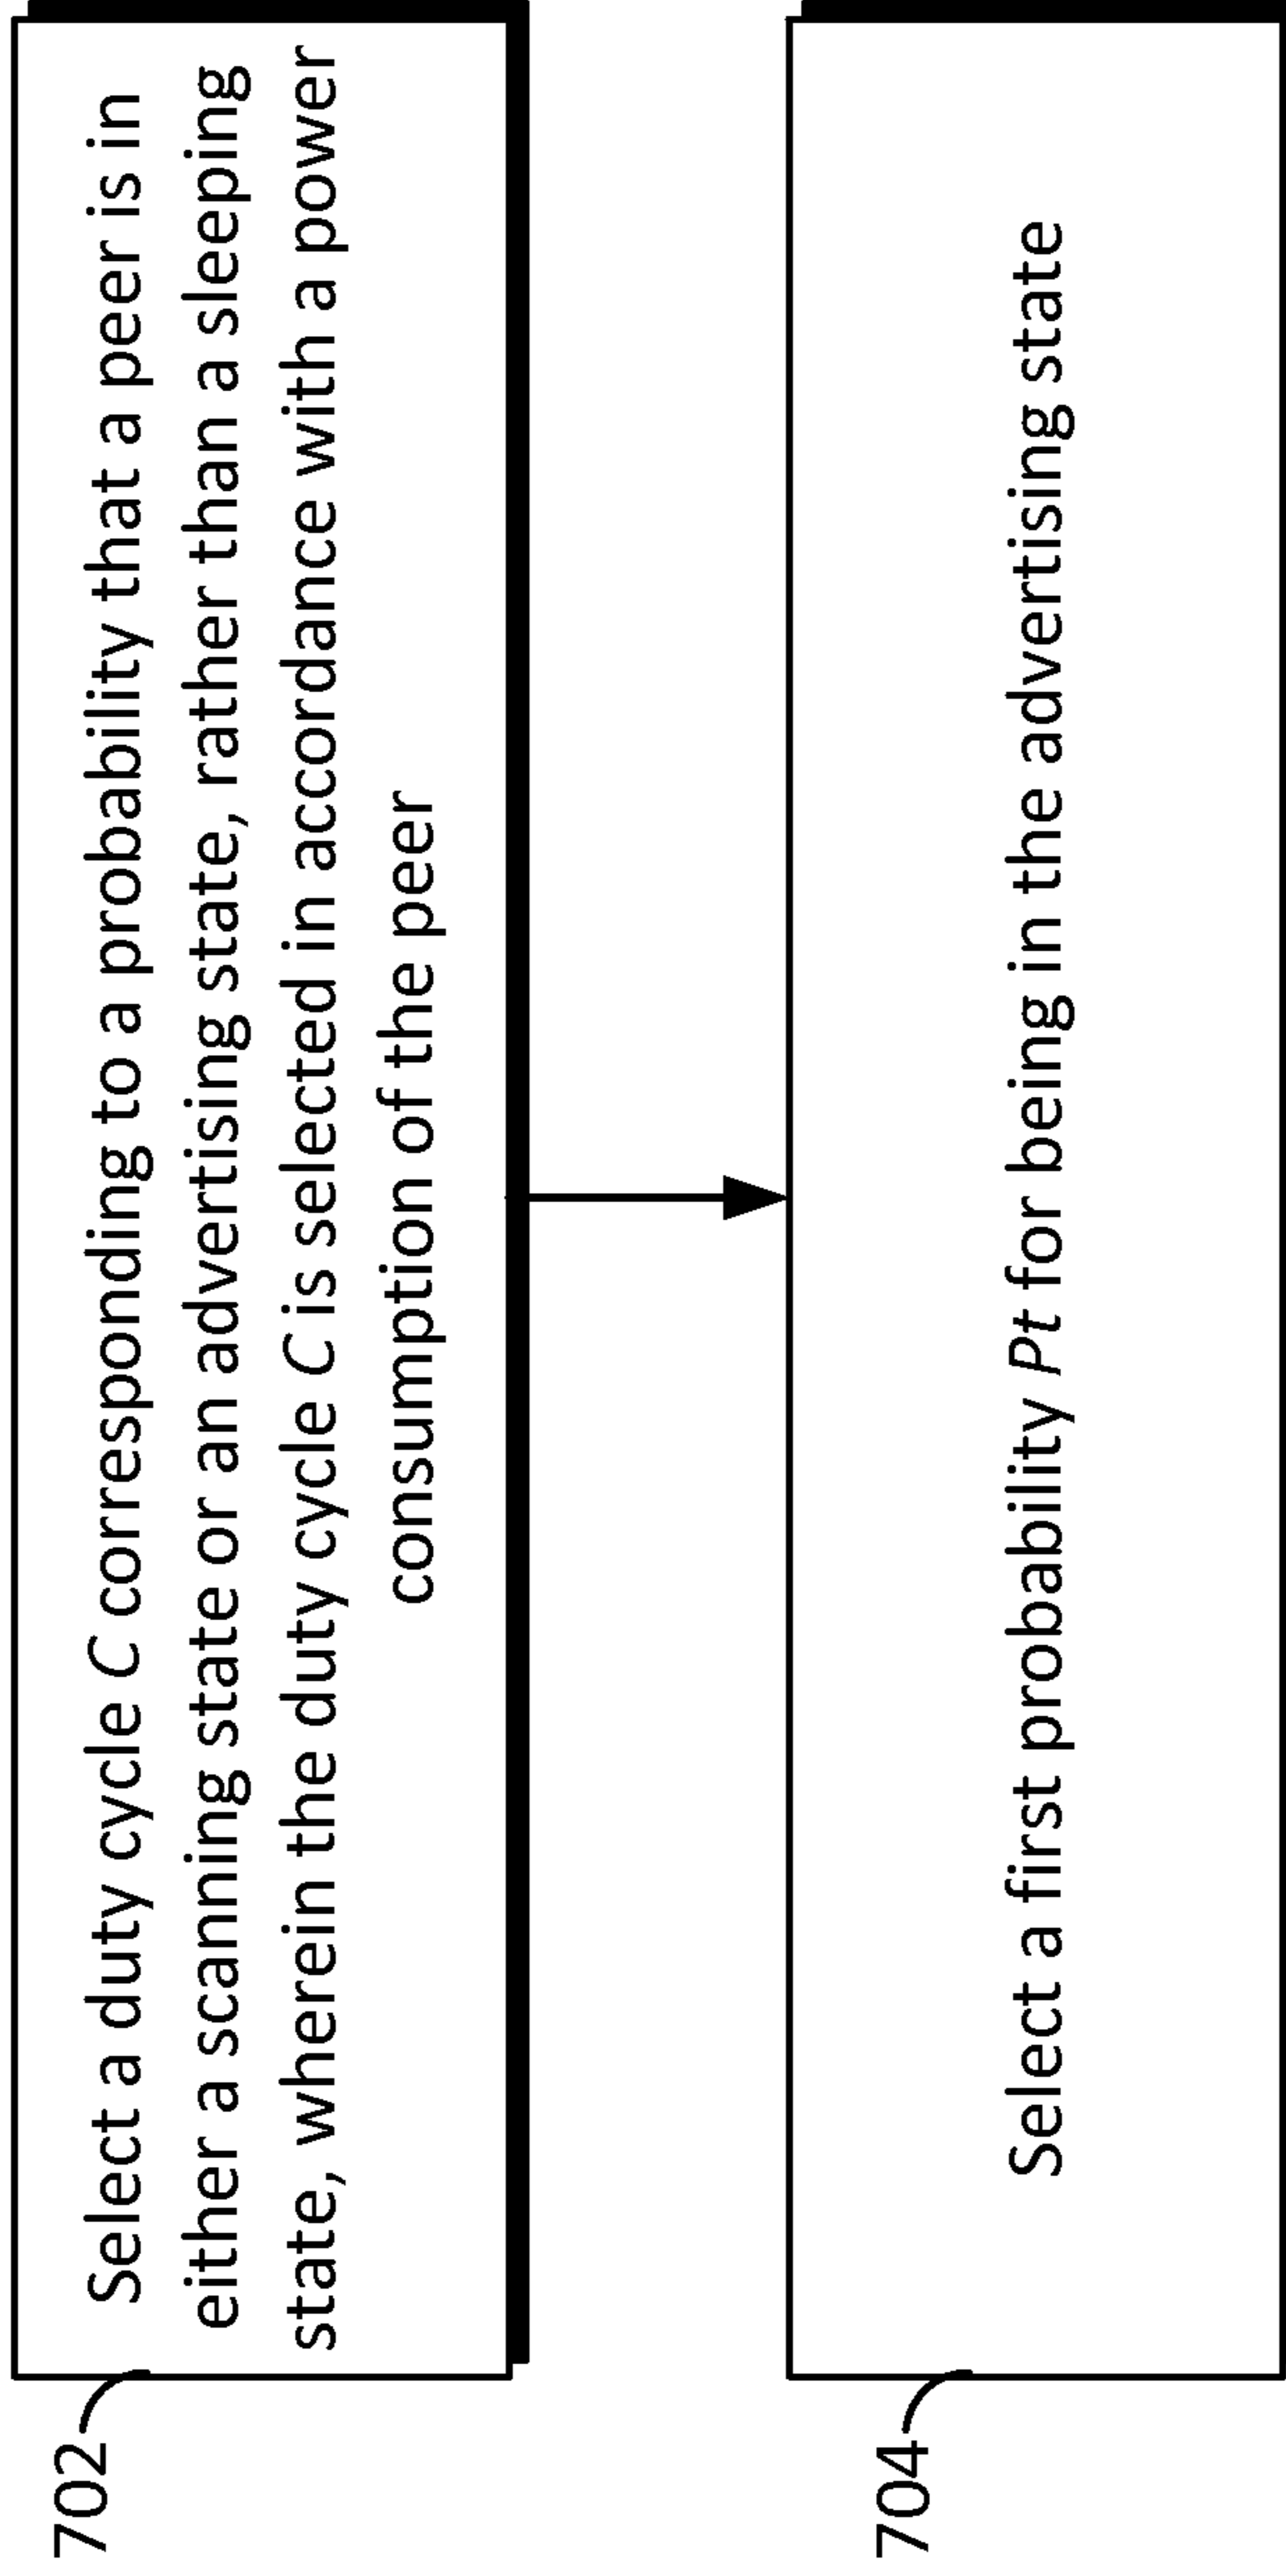 702
Select a duty cycle C corresponding to a probability that a peer is in
either a scanning state or an advertising state, rather than a sleeping
state, wherein the duty cycle C is selected in accordance with a power
consumption of the peer
704
Select a first probability Pt for being in the advertising state